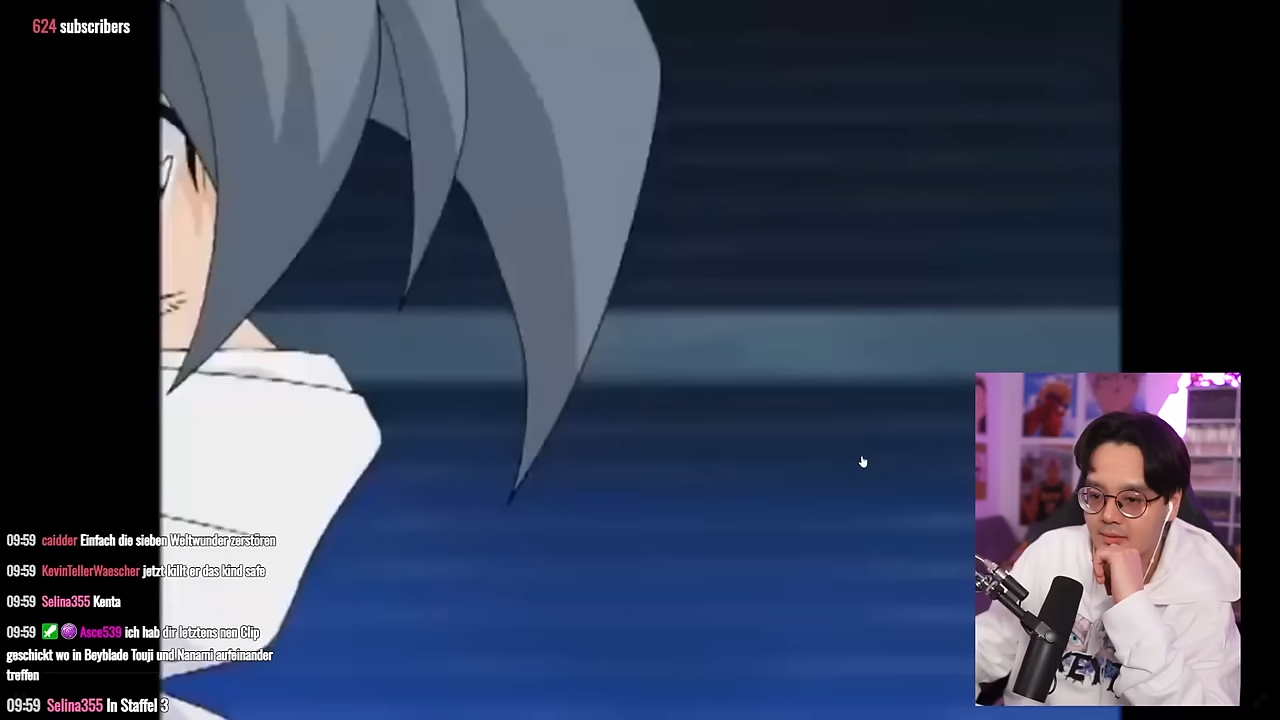 624 subscribers
09:59 caidder Einfach die sieben Weltwunder zerstören
09:59 KevinTellerWaescher jetzt killt er das kind safe
09:59 Selina355 Kenta
09:59 Asce539 ich hab dir letztens nen Clip
geschickt wo in Beyblade Touji und Nanami aufeinander
treffen
09:59 Selina355 In Staffel 3